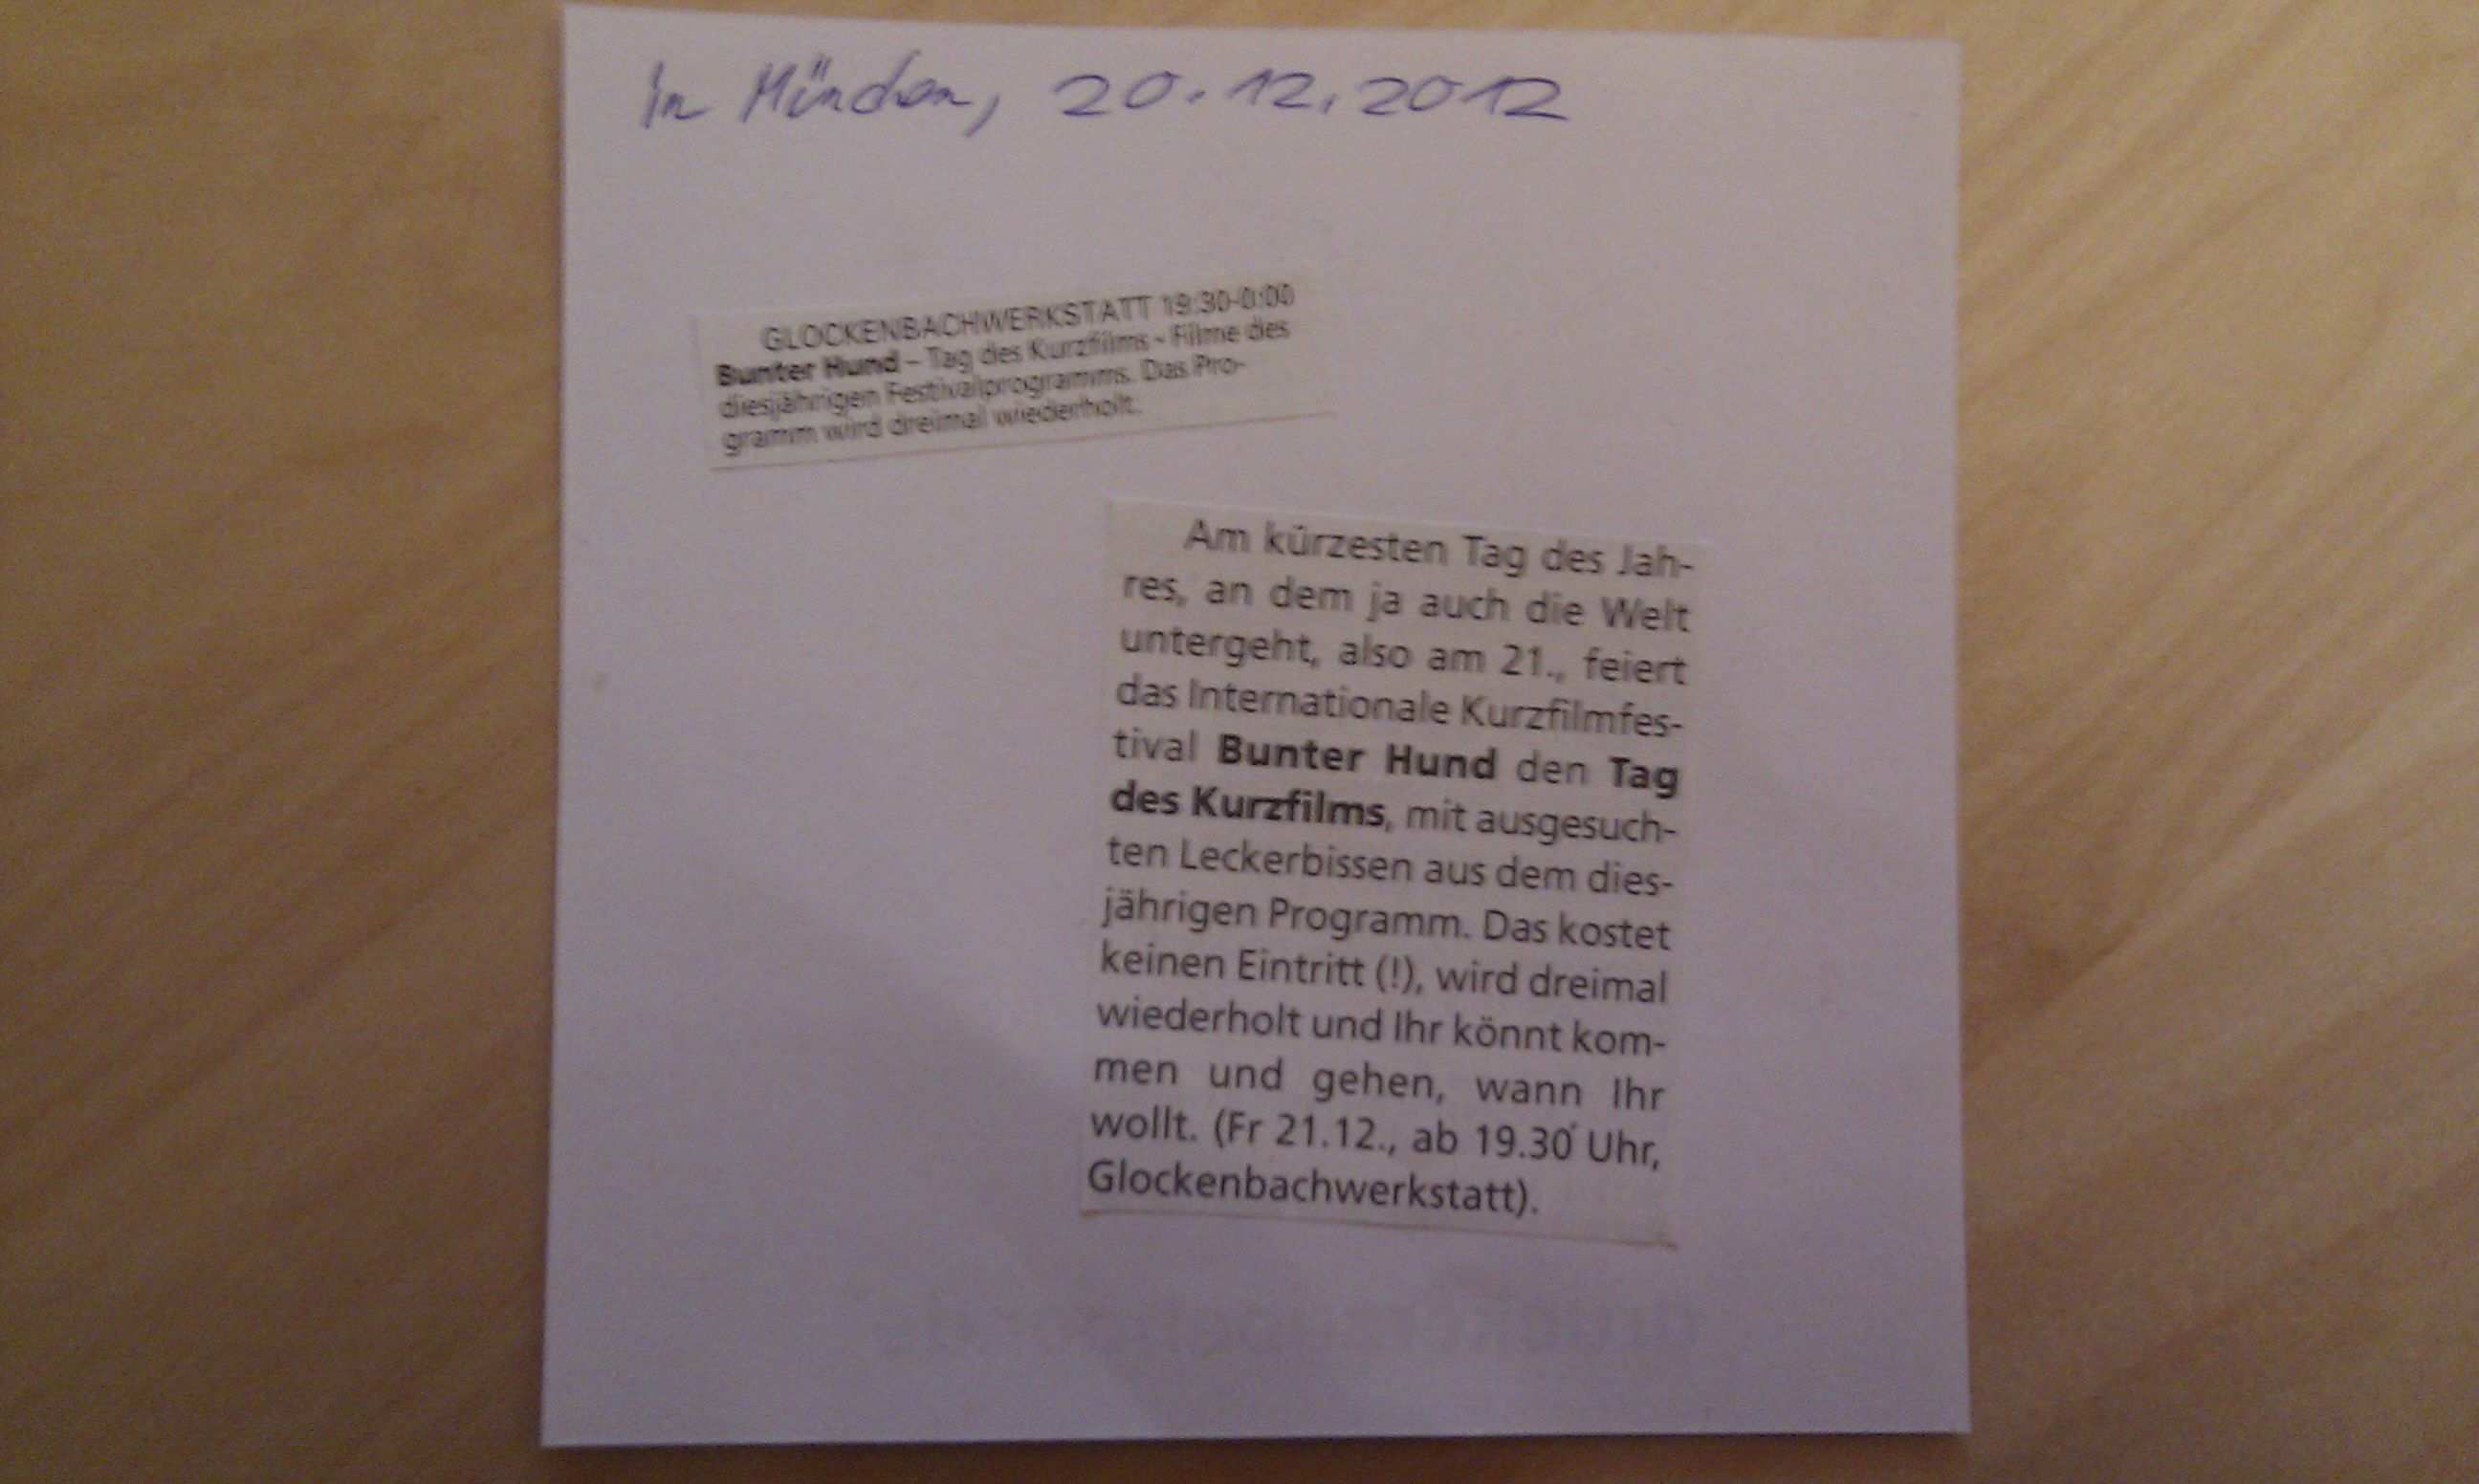 in München, 20.12.2012
GLOCKENBACHWERKSTATT 19:30-0:00
Bunter Hund – Tag des Kurzfilms - Filme des
diesjährigen Festivalprogramms. Das Pro-
gramm wird dreimal wiederholt.
Am kürzesten Tag des Jah-
res, an dem ja auch die Welt
untergeht, also am 21., feiert
das Internationale Kurzfilmfes-
tival Bunter Hund den Tag
des Kurzfilms, mit ausgesuch-
ten Leckerbissen aus dem dies-
jährigen Programm. Das kostet
keinen Eintritt (!), wird dreimal
wiederholt und Ihr könnt kom-
men und gehen, wann Ihr
wollt. (Fr 21.12., ab 19.30 Uhr,
Glockenbachwerkstatt).